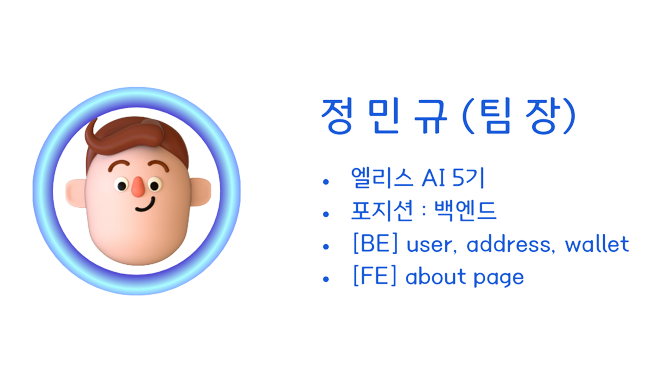 정 민 규 (팀 장)
• 엘리스 AI 5기
• 포지션 : 백엔드
• [BE] user, address, wallet
• [FE] about page